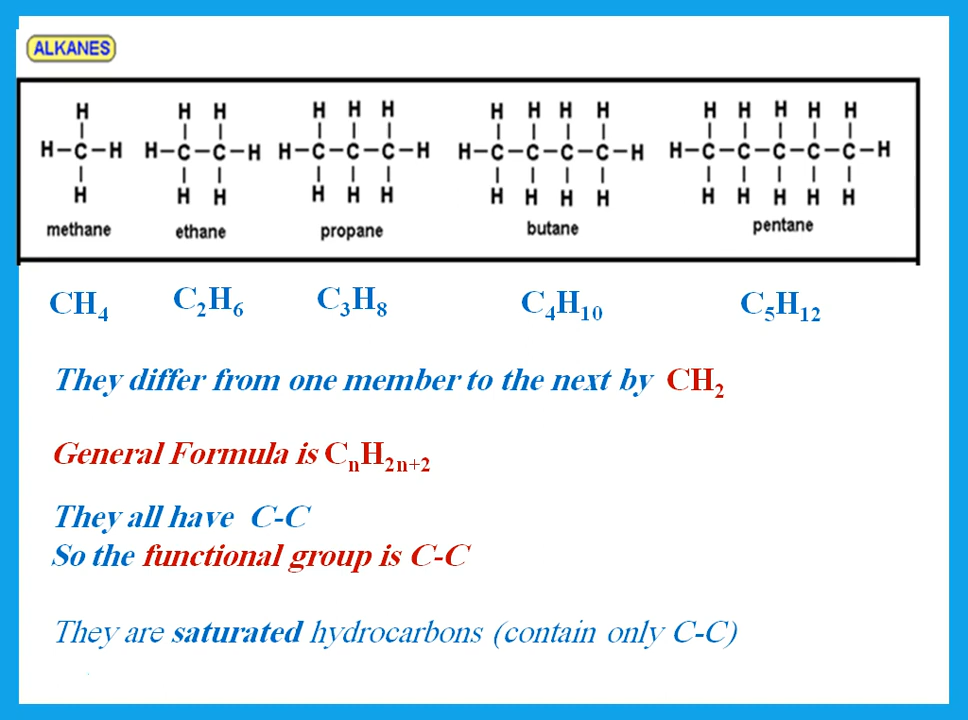 ALKANES
H   H H   H H H   H H H H   H H H H H
H-C-H   H-C-C-H   H-C-C-C-H   H-C-C-C-C-H   H-C-C-C-C-C-H
H   H H   H H H   H H H H   H H H H H
methane   ethane   propane   butane   pentane
CH₄   C₂H₆   C₃H₈   C₄H₁₀   C₅H₁₂
They differ from one member to the next by CH₂
General Formula is CₙH₂ₙ₊₂
They all have C-C
So the functional group is C-C
They are saturated hydrocarbons (contain only C-C)